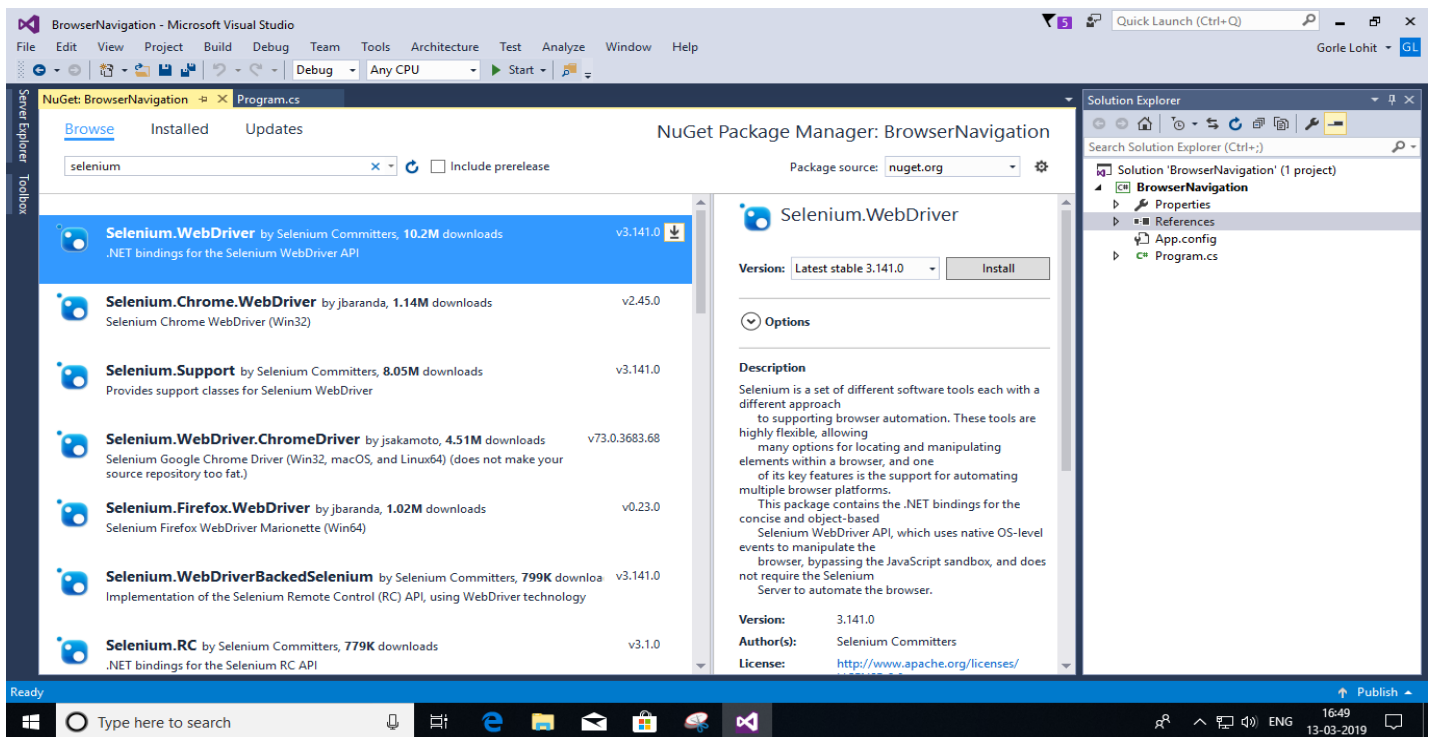 BrowserNavigation - Microsoft Visual Studio
5
Quick Launch (Ctrl+Q)
File Edit View Project Build Debug Team Tools Architecture Test Analyze Window Help
Gorle Lohit GL
Debug Any CPU Start
Server Explorer
Toolbox
NuGet: BrowserNavigation Program.cs
Browse Installed Updates
NuGet Package Manager: BrowserNavigation
selenium
Include prerelease
Package source: nuget.org
Selenium.WebDriver by Selenium Committers, 10.2M downloads v3.141.0
.NET bindings for the Selenium WebDriver API
Selenium.Chrome.WebDriver by jbaranda, 1.14M downloads v2.45.0
Selenium Chrome WebDriver (Win32)
Selenium.Support by Selenium Committers, 8.05M downloads v3.141.0
Provides support classes for Selenium WebDriver
Selenium.WebDriver.ChromeDriver by jsakamoto, 4.51M downloads v73.0.3683.68
Selenium Google Chrome Driver (Win32, macOS, and Linux64) (does not make your
source repository too fat.)
Selenium.Firefox.WebDriver by jbaranda, 1.02M downloads v0.23.0
Selenium Firefox WebDriver Marionette (Win64)
Selenium.WebDriverBackedSelenium by Selenium Committers, 799K downloa v3.141.0
Implementation of the Selenium Remote Control (RC) API, using WebDriver technology
Selenium.RC by Selenium Committers, 779K downloads v3.1.0
.NET bindings for the Selenium RC API
Selenium.WebDriver
Version: Latest stable 3.141.0 Install
Options
Description
Selenium is a set of different software tools each with a
different approach
to supporting browser automation. These tools are
highly flexible, allowing
many options for locating and manipulating
elements within a browser, and one
of its key features is the support for automating
multiple browser platforms.
This package contains the .NET bindings for the
concise and object-based
Selenium WebDriver API, which uses native OS-level
events to manipulate the
browser, bypassing the JavaScript sandbox, and does
not require the Selenium
Server to automate the browser.
Version: 3.141.0
Author(s): Selenium Committers
License: http://www.apache.org/licenses/
Solution Explorer
Search Solution Explorer (Ctrl+;)
Solution 'BrowserNavigation' (1 project)
C# BrowserNavigation
Properties
References
App.config
C# Program.cs
Ready
Publish
Type here to search
ENG
16:49
13-03-2019